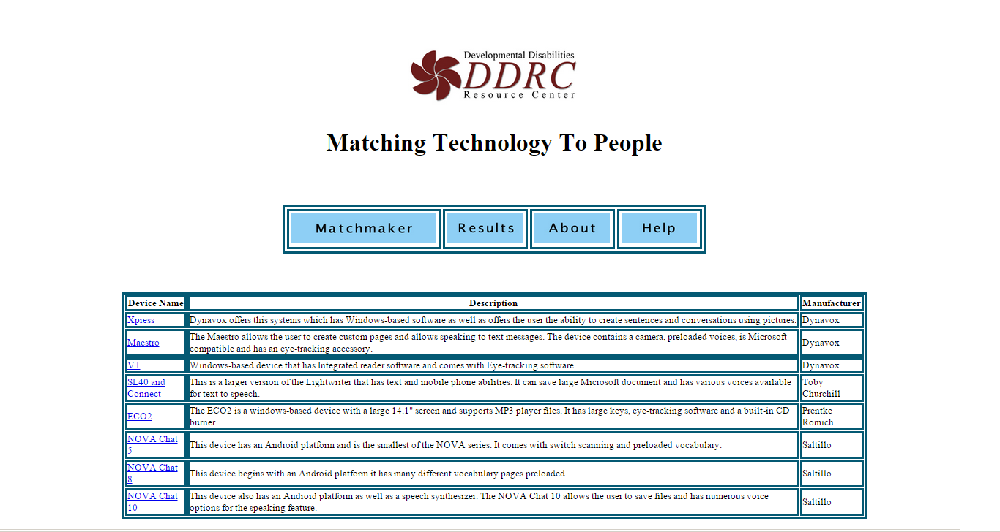 Developmental Disabilities
DDRC
Resource Center
Matching Technology To People
Matchmaker Results About Help
Device Name Description Manufacturer
Xpress Dynavox offers this systems which has Windows-based software as well as offers the user the ability to create sentences and conversations using pictures. Dynavox
Maestro The Maestro allows the user to create custom pages and allows speaking to text messages. The device contains a camera, preloaded voices, is Microsoft
compatible and has an eye-tracking accessory. Dynavox
V+ Windows-based device that has Integrated reader software and comes with Eye-tracking software. Dynavox
SL40 and
Connect
This is a larger version of the Lightwriter that has text and mobile phone abilities. It can save large Microsoft document and has various voices available
for text to speech.
Toby
Churchill
ECO2 The ECO2 is a windows-based device with a large 14.1" screen and supports MP3 player files. It has large keys, eye-tracking software and a built-in CD
burner.
Prentke
Romich
NOVA Chat
5
This device has an Android platform and is the smallest of the NOVA series. It comes with switch scanning and preloaded vocabulary. Saltillo
NOVA Chat
8
This device begins with an Android platform it has many different vocabulary pages preloaded. Saltillo
NOVA Chat
10
This device also has an Android platform as well as a speech synthesizer. The NOVA Chat 10 allows the user to save files and has numerous voice
options for the speaking feature.
Saltillo